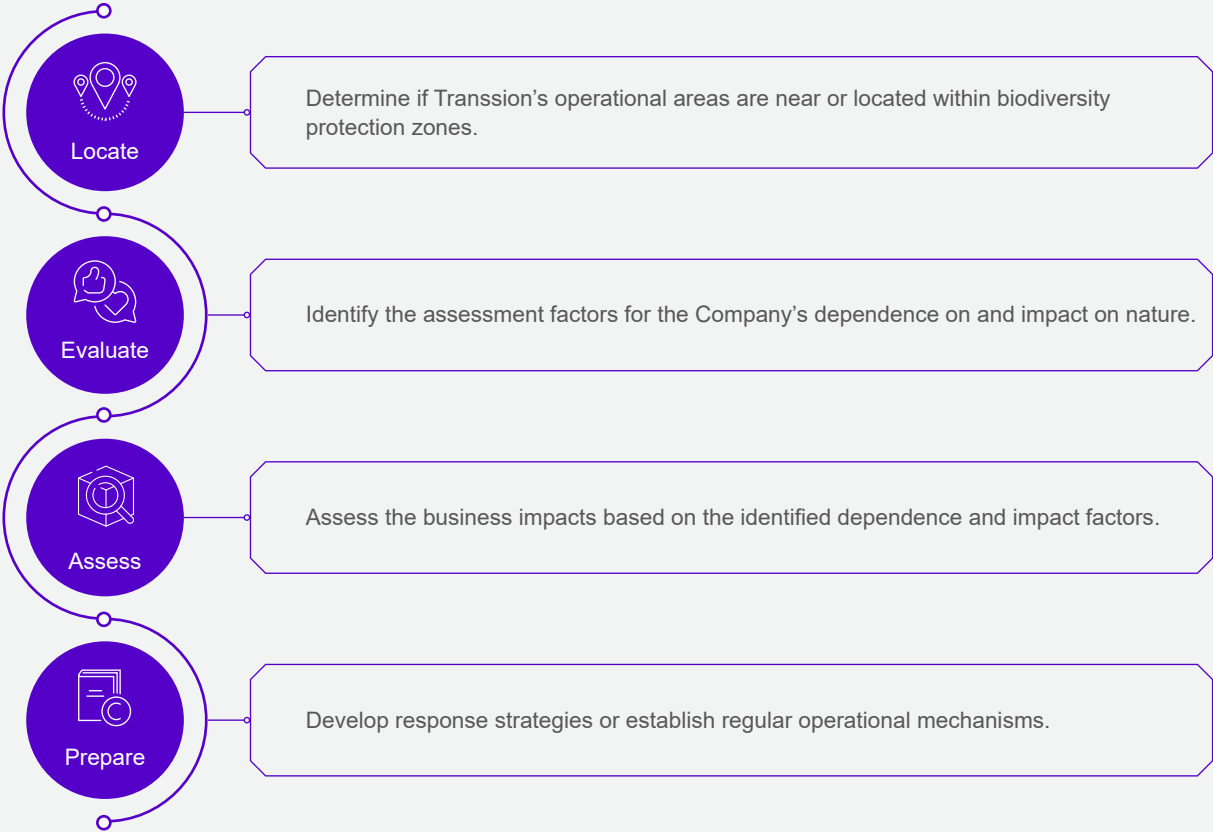 Locate
Determine if Transsion’s operational areas are near or located within biodiversity
protection zones.
Evaluate
Identify the assessment factors for the Company’s dependence on and impact on nature.
Assess
Assess the business impacts based on the identified dependence and impact factors.
Prepare
Develop response strategies or establish regular operational mechanisms.